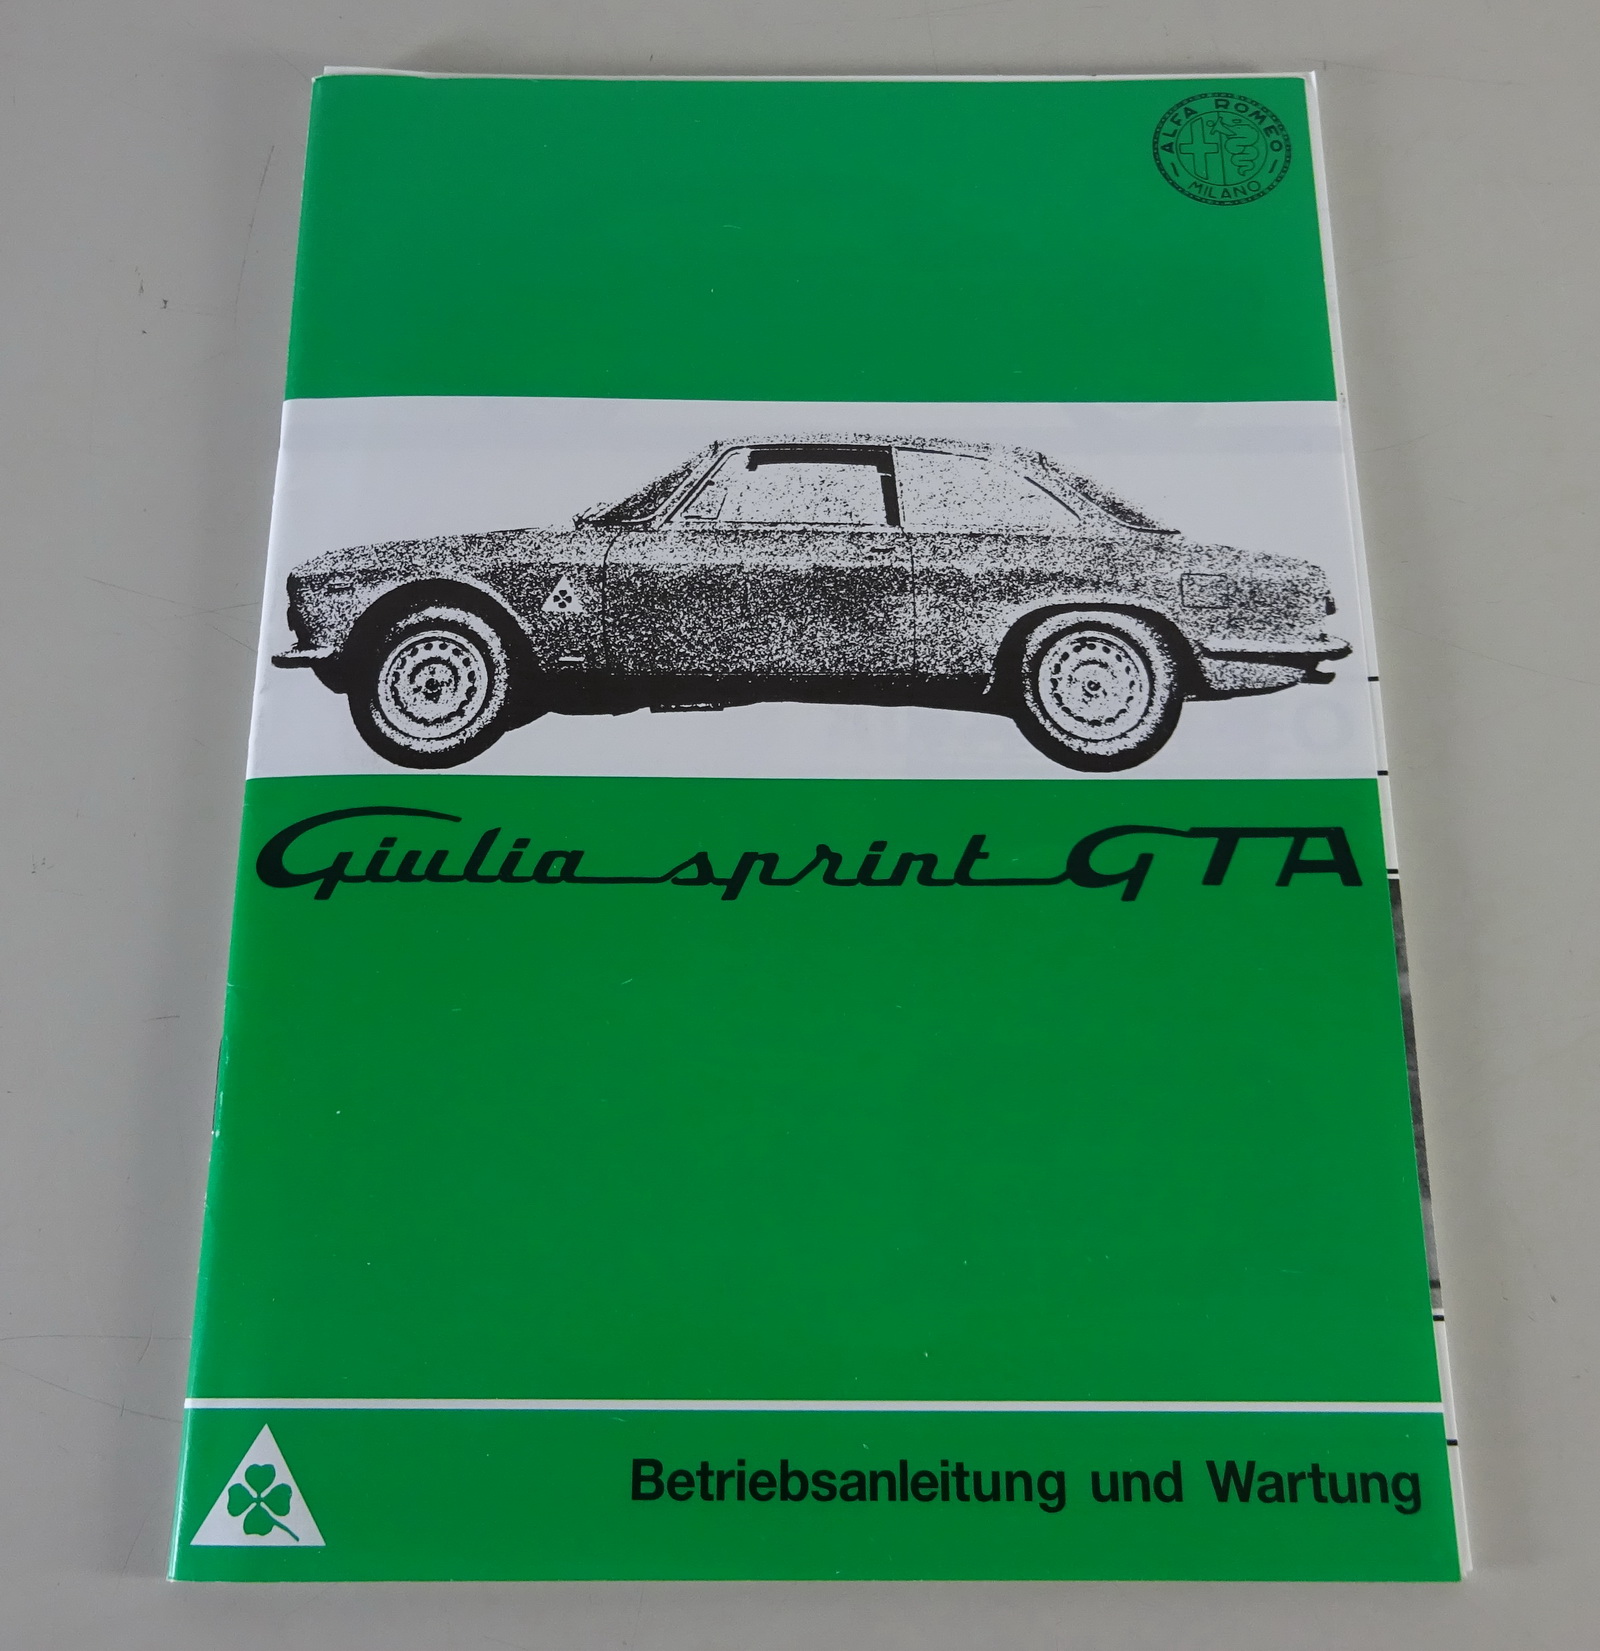 ALFA ROMEO
MILANO
Giulia sprint GTA
Betriebsanleitung und Wartung